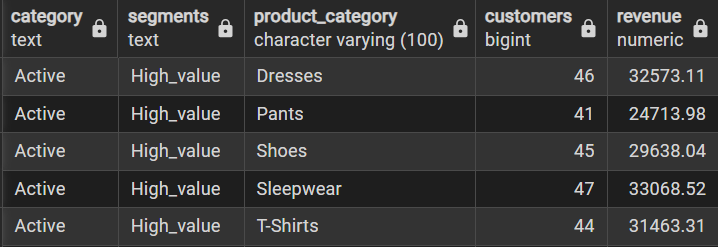 category segments product_category customers revenue
text text character varying (100) bigint numeric
Active High_value Dresses 46 32573.11
Active High_value Pants 41 24713.98
Active High_value Shoes 45 29638.04
Active High_value Sleepwear 47 33068.52
Active High_value T-Shirts 44 31463.31